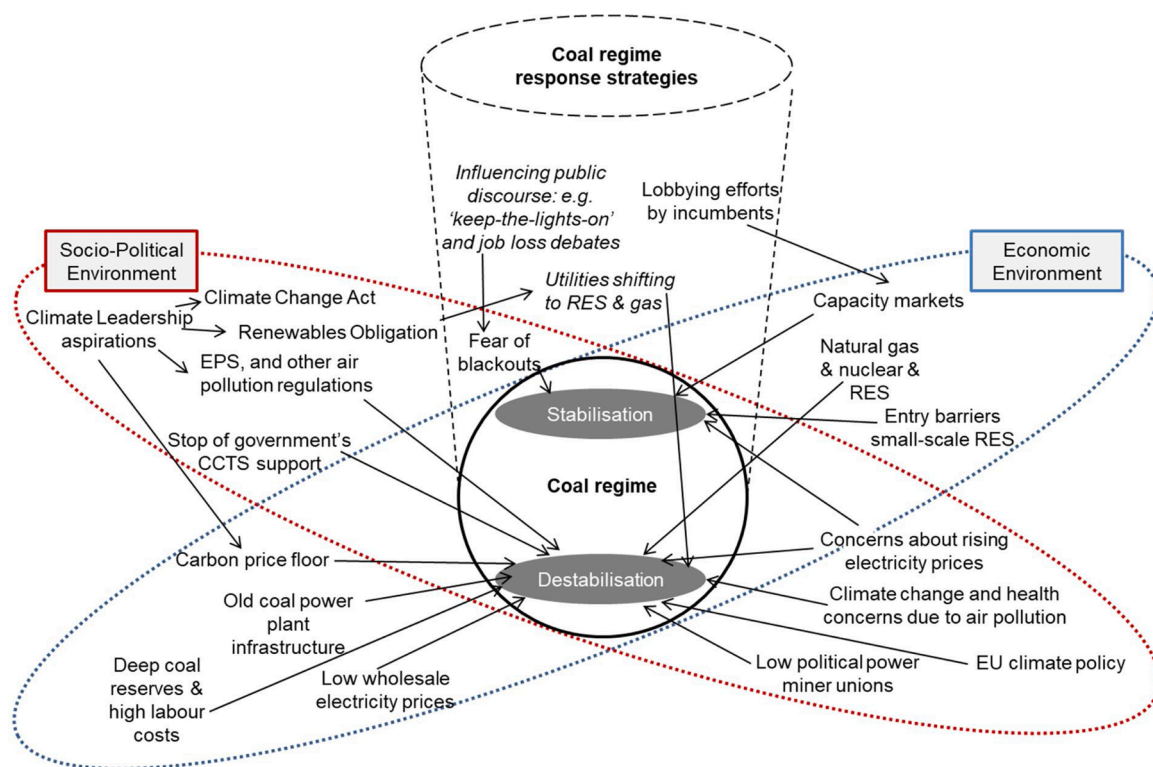 Coal regime
response strategies
Influencing public
discourse: e.g.
‘keep-the-lights-on’
and job loss debates
Lobbying efforts
by incumbents
Socio-Political
Environment
Economic
Environment
Climate Change Act
Utilities shifting
to RES & gas
Capacity markets
Climate Leadership
aspirations
Renewables Obligation
Fear of
blackouts
Natural gas
& nuclear &
RES
EPS, and other air
pollution regulations
Stabilisation
Entry barriers
small-scale RES
Stop of government’s
CCTS support
Coal regime
Carbon price floor
Concerns about rising
electricity prices
Destabilisation
Old coal power
plant
infrastructure
Climate change and health
concerns due to air pollution
Deep coal
reserves &
high labour
costs
Low wholesale
electricity prices
Low political power
miner unions
EU climate policy